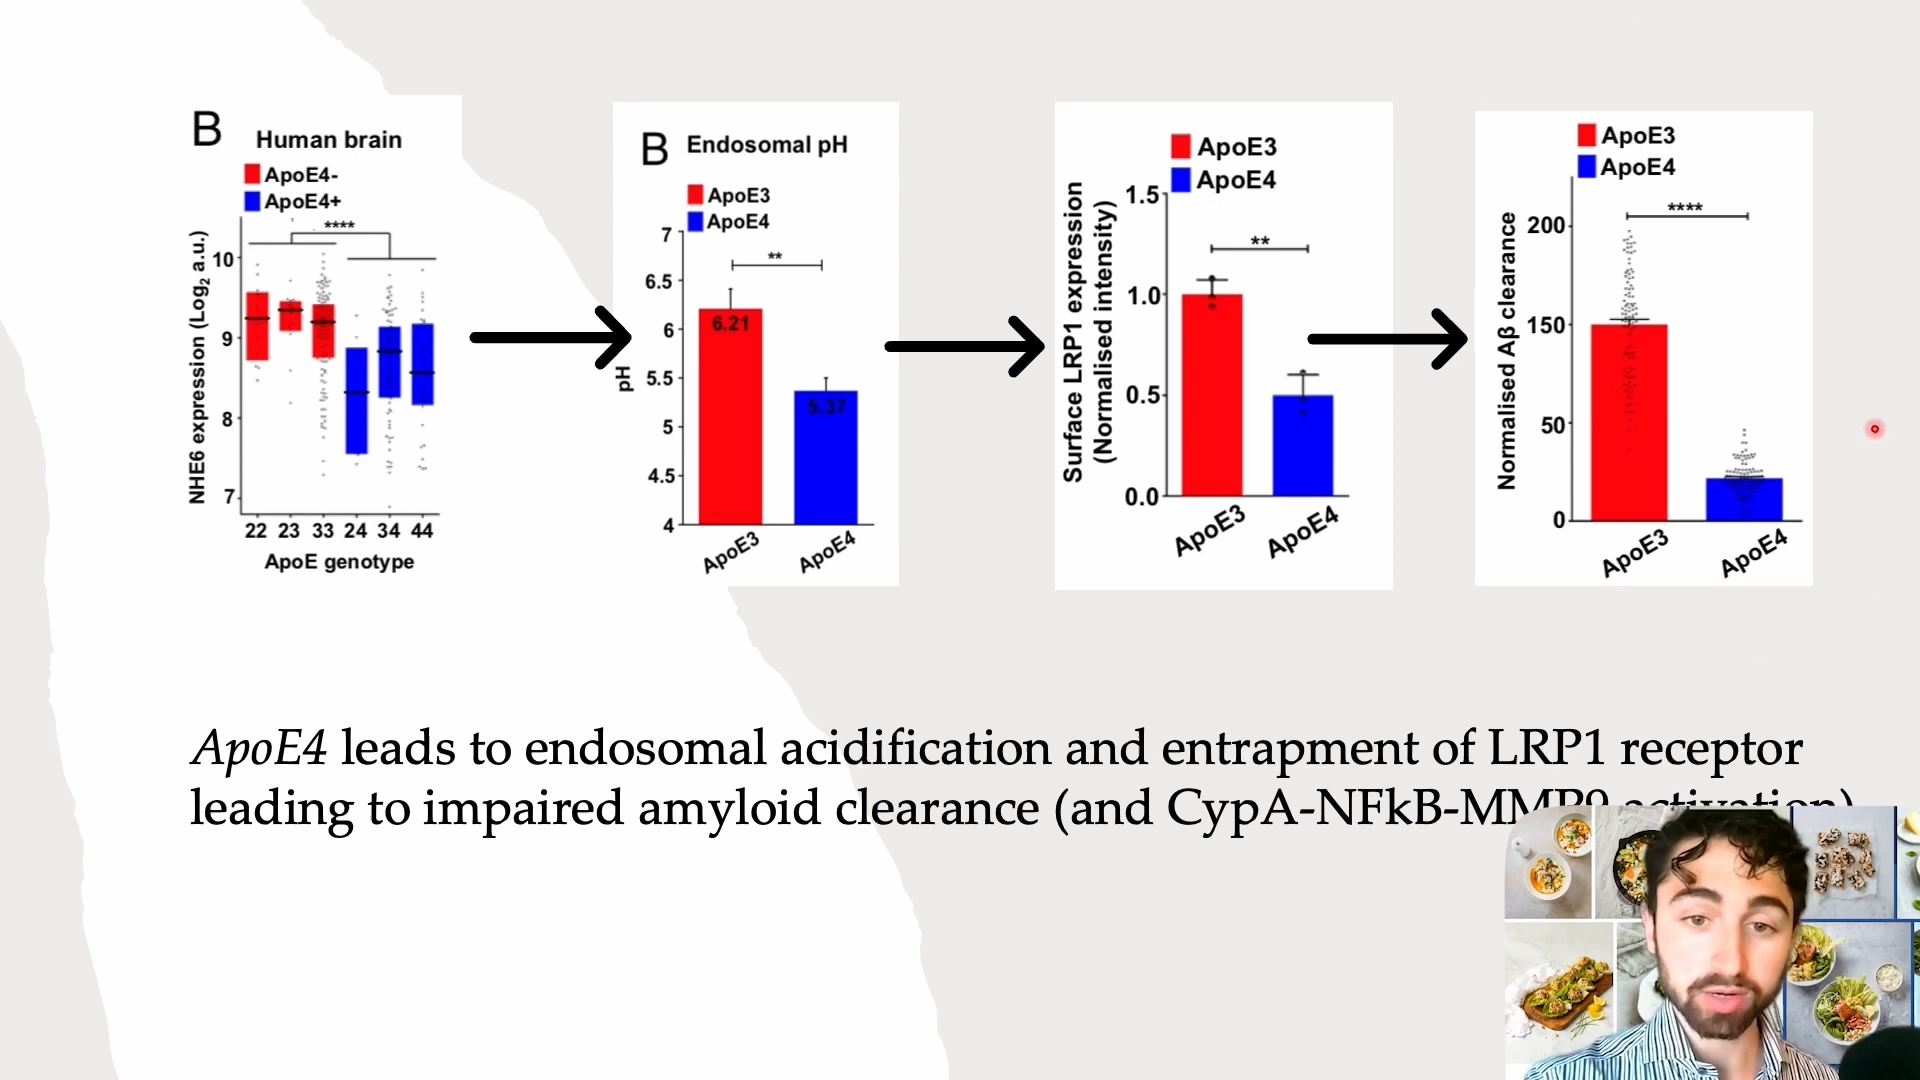 B
Human brain
ApoE4-
ApoE4+
****
NHE6 expression (Log2 a.u.)
10
9
8
7
22 23 33 24 34 44
ApoE genotype
B
Endosomal pH
ApoE3
ApoE4
**
pH
7
6.5
6
5.5
5
4.5
4
6.21
5.37
ApoE3
ApoE4
ApoE3
ApoE4
**
Surface LRP1 expression
(Normalised intensity)
1.5
1.0
0.5
0.0
ApoE3
ApoE4
ApoE3
ApoE4
****
Normalised Aβ clearance
200
150
50
0
ApoE3
ApoE4
ApoE4 leads to endosomal acidification and entrapment of LRP1 receptor
leading to impaired amyloid clearance (and CypA-NFkB-MMP9 activation)